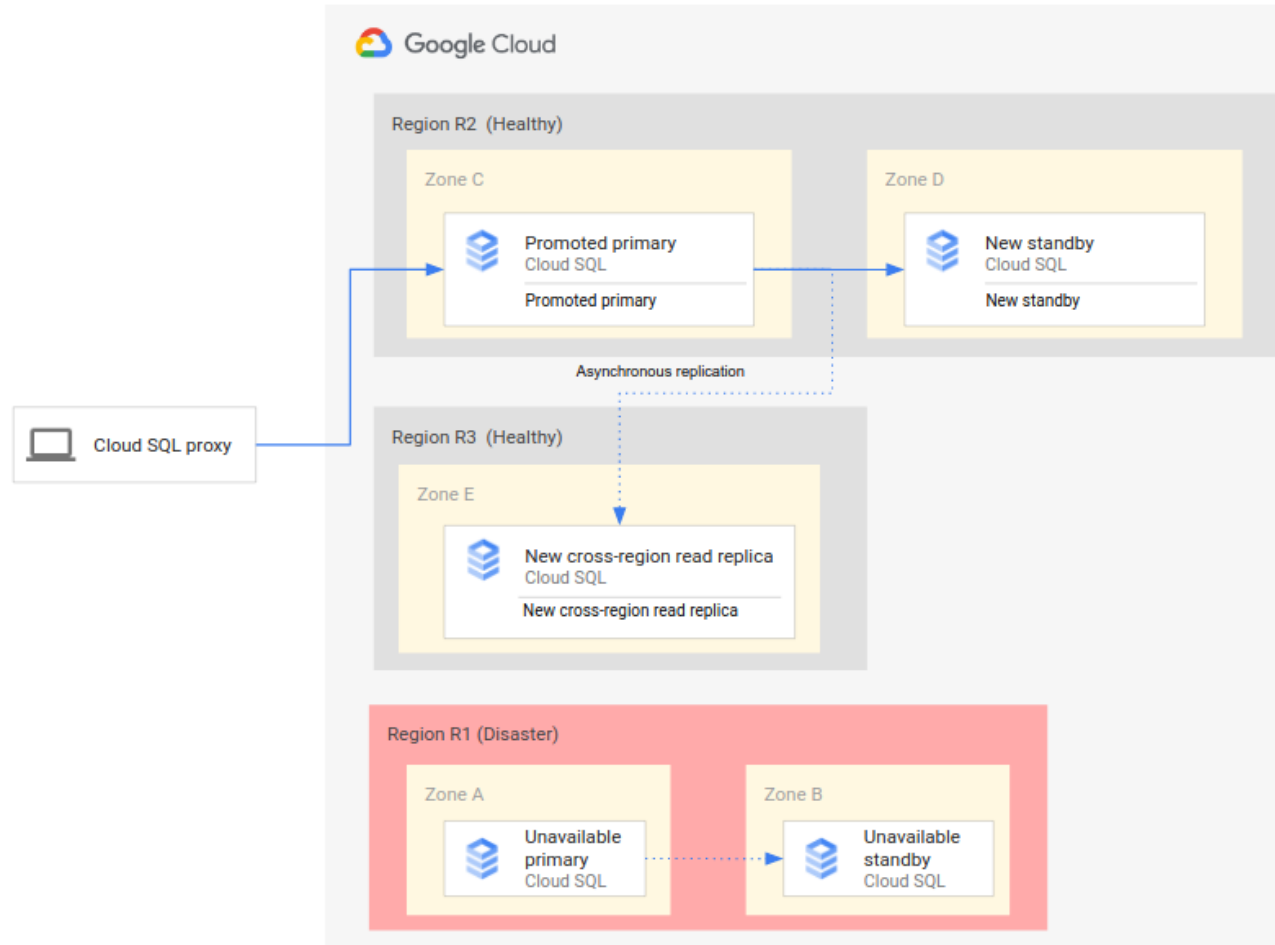 Google Cloud
Region R2 (Healthy)
Zone C
Zone D
Promoted primary
Cloud SQL
Promoted primary
New standby
Cloud SQL
New standby
Asynchronous replication
Cloud SQL proxy
Region R3 (Healthy)
Zone E
New cross-region read replica
Cloud SQL
New cross-region read replica
Region R1 (Disaster)
Zone A
Zone B
Unavailable
primary
Cloud SQL
Unavailable
standby
Cloud SQL